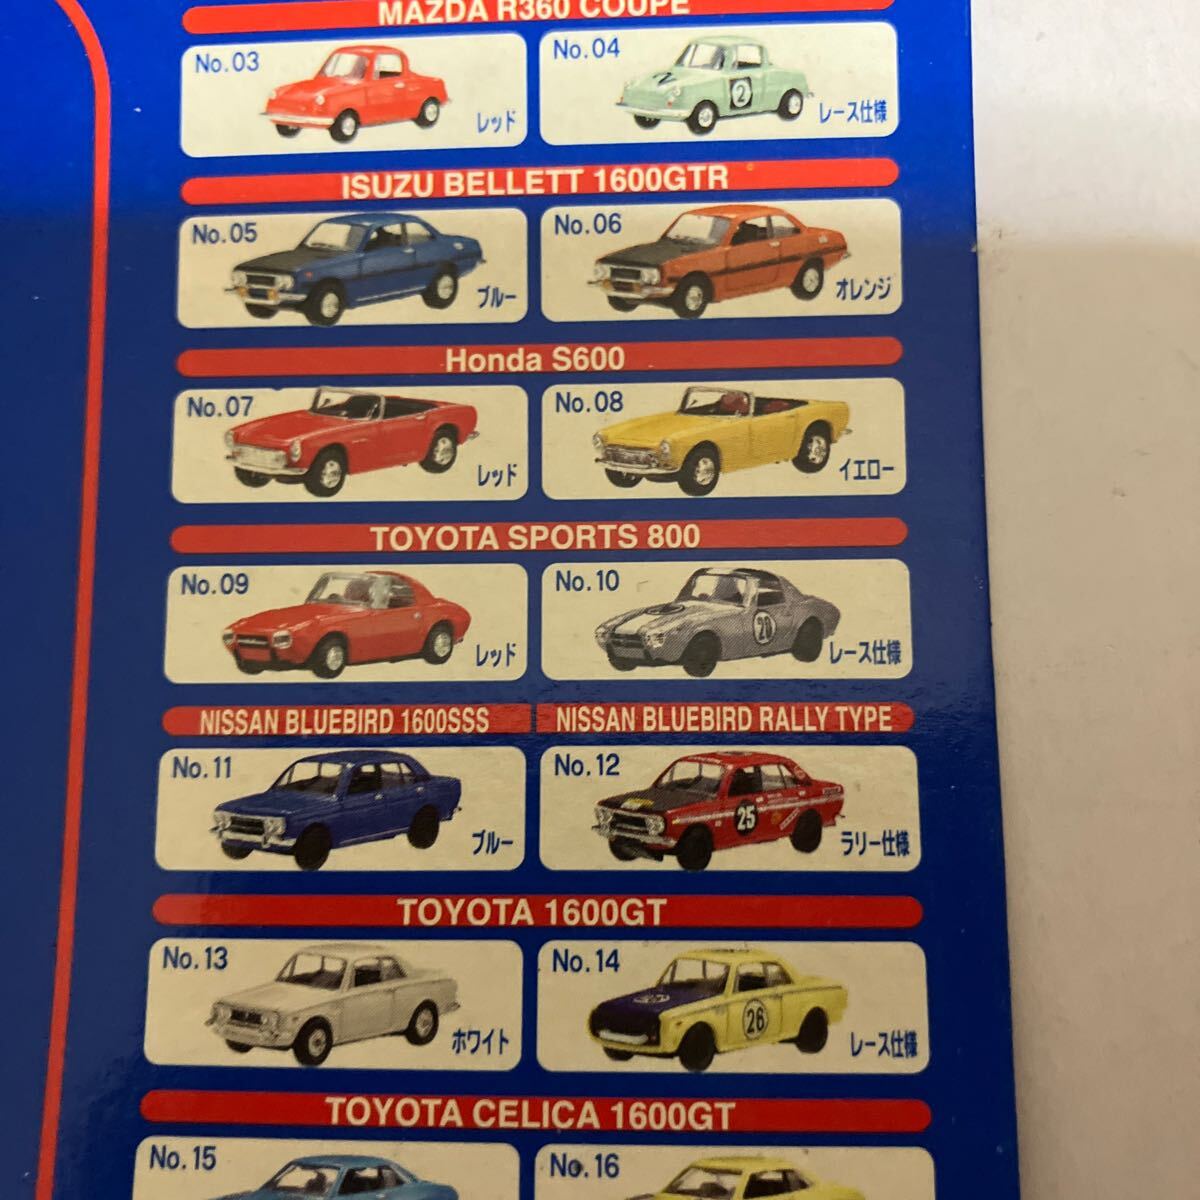 MAZDA R360 COUPE
No.03
レッド
No.04
2
2
レース仕様
ISUZU BELLETT 1600GTR
No.05
ブルー
No.06
オレンジ
Honda S600
No.07
レッド
No.08
イエロー
TOYOTA SPORTS 800
No.09
レッド
No.10
20
レース仕様
NISSAN BLUEBIRD 1600SSS
NISSAN BLUEBIRD RALLY TYPE
No.11
ブルー
No.12
25
ラリー仕様
TOYOTA 1600GT
No.13
ホワイト
No.14
26
レース仕様
TOYOTA CELICA 1600GT
No.15
No.16